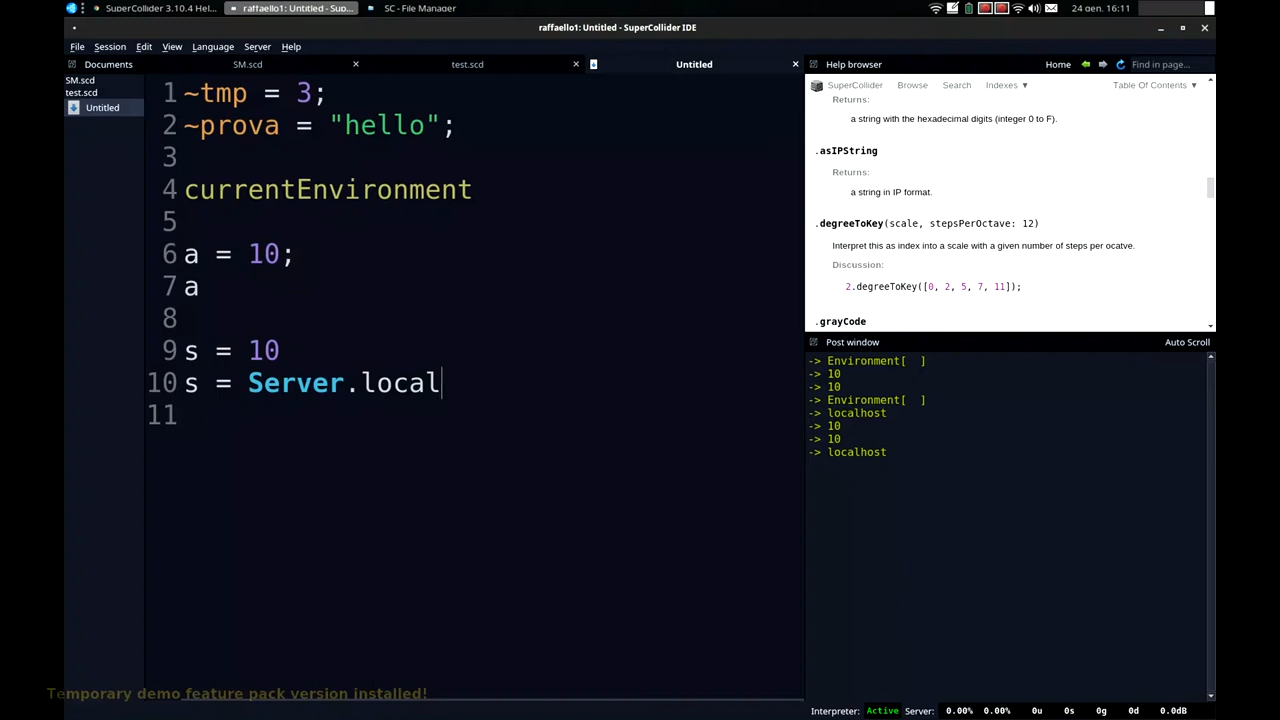 SuperCollider 3.10.4 Hel...
raffaello1: Untitled - Sup...
SC - File Manager
24 gen. 16:11
raffaello1: Untitled - SuperCollider IDE
File Session Edit View Language Server Help
Documents
SM.scd
test.scd
Untitled
SM.scd
test.scd
Untitled
1 ~tmp = 3;
2 ~prova = "hello";
3
4 currentEnvironment
5
6 a = 10;
7 a
8
9 s = 10
10 s = Server.local
11
Help browser
Home
Find in page...
SuperCollider Browse Search Indexes ▼ Table Of Contents ▼
Returns:
a string with the hexadecimal digits (integer 0 to F).
.asIPString
Returns:
a string in IP format.
.degreeToKey(scale, stepsPerOctave: 12)
Interpret this as index into a scale with a given number of steps per ocatve.
Discussion:
2.degreeToKey([0, 2, 5, 7, 11]);
.grayCode
Post window
Auto Scroll
-> Environment[ ]
-> 10
-> 10
-> Environment[ ]
-> localhost
-> 10
-> 10
-> localhost
Temporary demo feature pack version installed!
Interpreter: Active Server: 0.00% 0.00% 0u 0s 0g 0d 0.0dB